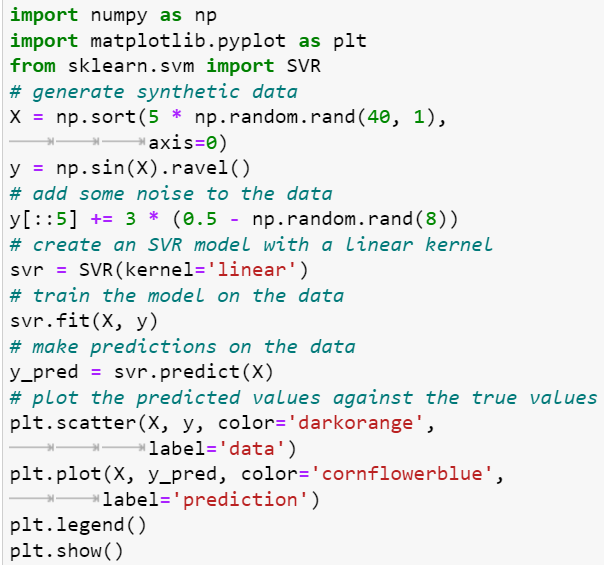 import numpy as np
import matplotlib.pyplot as plt
from sklearn.svm import SVR
# generate synthetic data
X = np.sort(5 * np.random.rand(40, 1),
            axis=0)
y = np.sin(X).ravel()
# add some noise to the data
y[::5] += 3 * (0.5 - np.random.rand(8))
# create an SVR model with a linear kernel
svr = SVR(kernel='linear')
# train the model on the data
svr.fit(X, y)
# make predictions on the data
y_pred = svr.predict(X)
# plot the predicted values against the true values
plt.scatter(X, y, color='darkorange',
            label='data')
plt.plot(X, y_pred, color='cornflowerblue',
        label='prediction')
plt.legend()
plt.show()